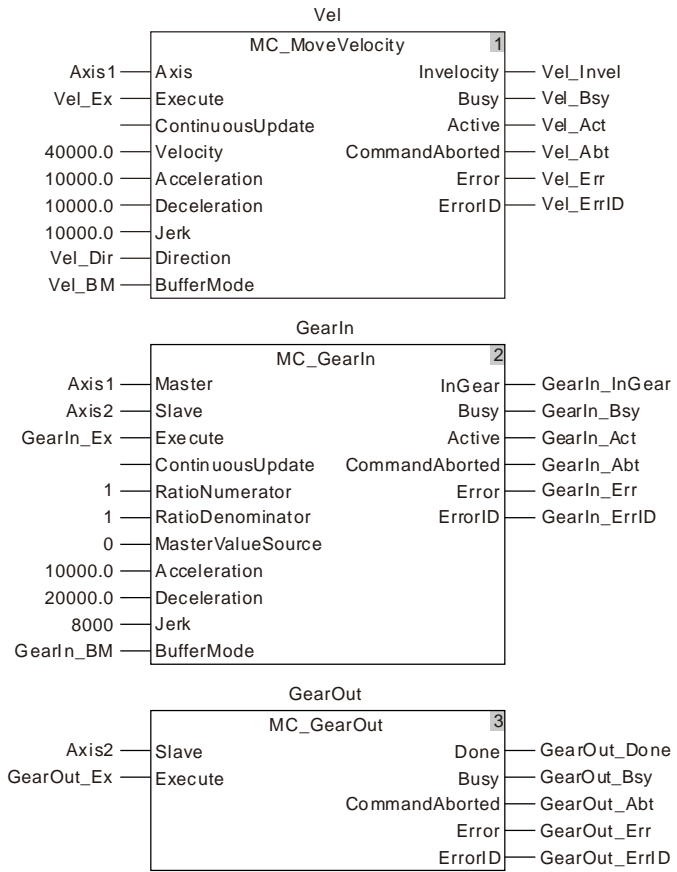 Vel
MC_MoveVelocity 1
Axis1 Axis Invelocity Vel_Invel
Vel_Ex Execute Busy Vel_Bsy
ContinuousUpdate Active Vel_Act
40000.0 Velocity CommandAborted Vel_Abt
10000.0 Acceleration Error Vel_Err
10000.0 Deceleration ErrorID Vel_ErrID
10000.0 Jerk
Vel_Dir Direction
Vel_BM BufferMode
GearIn
MC_GearIn 2
Axis1 Master InGear GearIn_InGear
Axis2 Slave Busy GearIn_Bsy
GearIn_Ex Execute Active GearIn_Act
ContinuousUpdate CommandAborted GearIn_Abt
1 RatioNumerator Error GearIn_Err
1 RatioDenominator ErrorID GearIn_ErrID
0 MasterValueSource
10000.0 Acceleration
20000.0 Deceleration
8000 Jerk
GearIn_BM BufferMode
GearOut
MC_GearOut 3
Axis2 Slave Done GearOut_Done
GearOut_Ex Execute Busy GearOut_Bsy
CommandAborted GearOut_Abt
Error GearOut_Err
ErrorID GearOut_ErrID